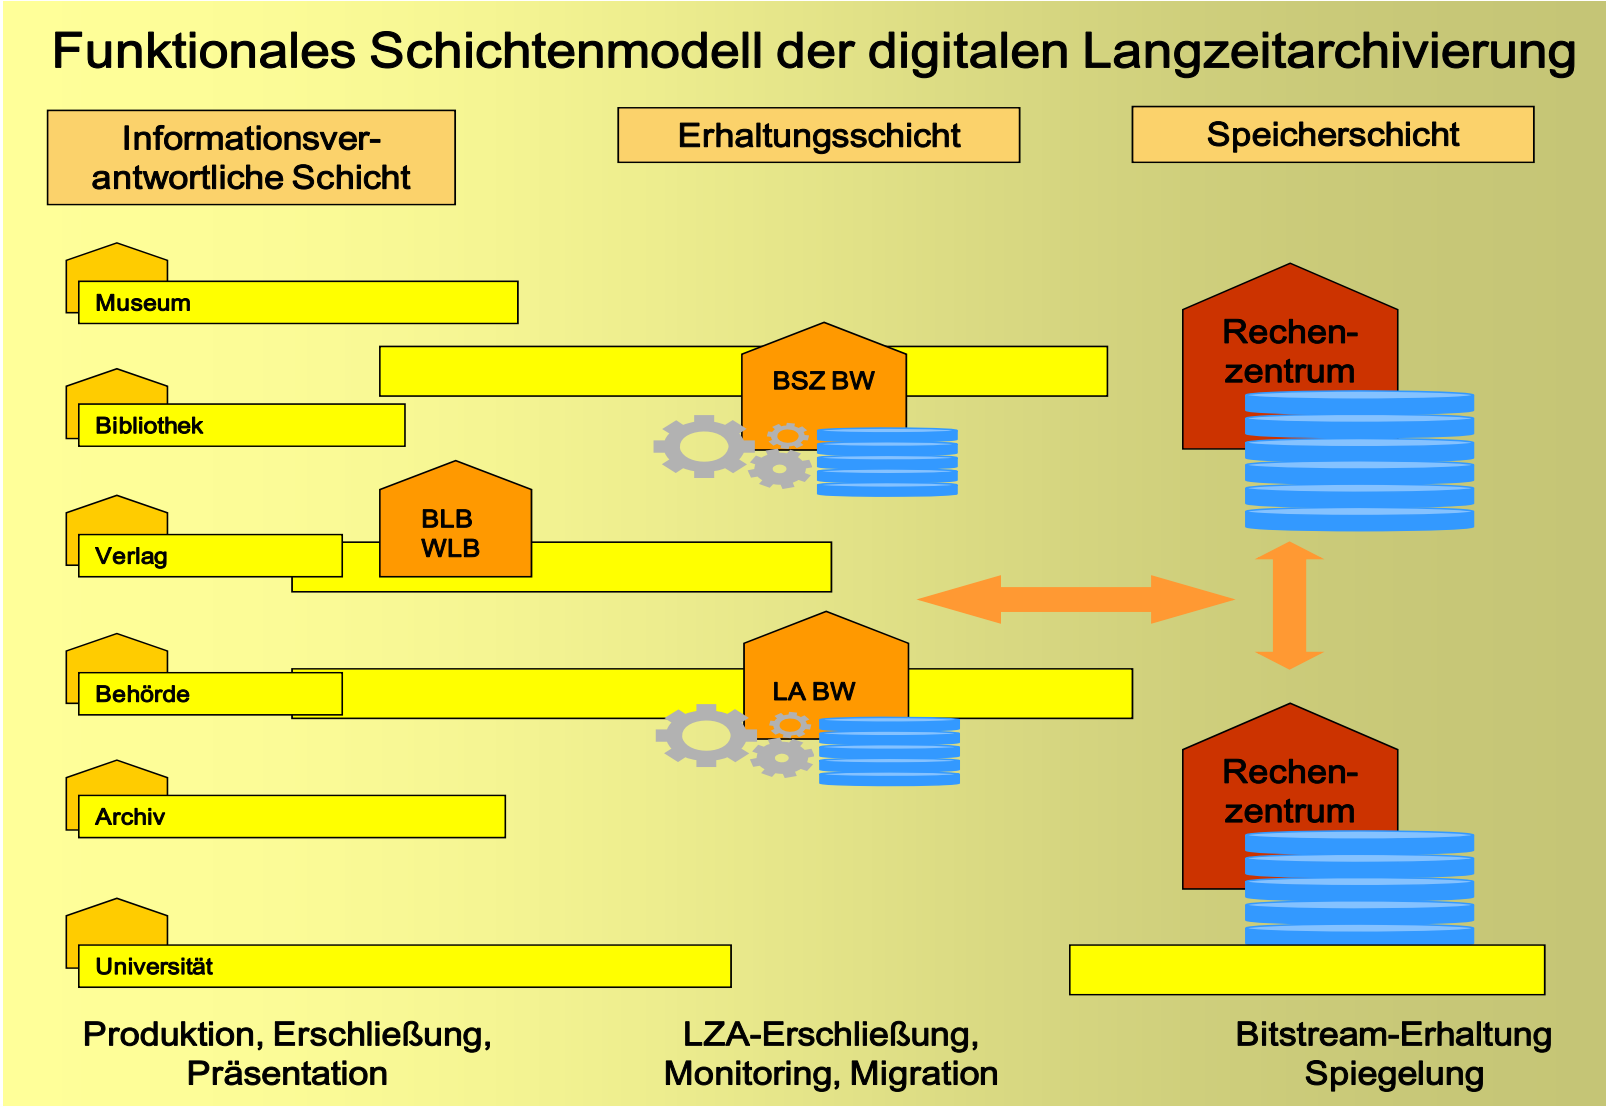 Funktionales Schichtenmodell der digitalen Langzeitarchivierung
Informationsver-
antwortliche Schicht
Erhaltungsschicht
Speicherschicht
Museum
Bibliothek
Verlag
Behörde
Archiv
Universität
BLB
WLB
BSZ BW
LA BW
Rechen-
zentrum
Rechen-
zentrum
Produktion, Erschließung,
Präsentation
LZA-Erschließung,
Monitoring, Migration
Bitstream-Erhaltung
Spiegelung